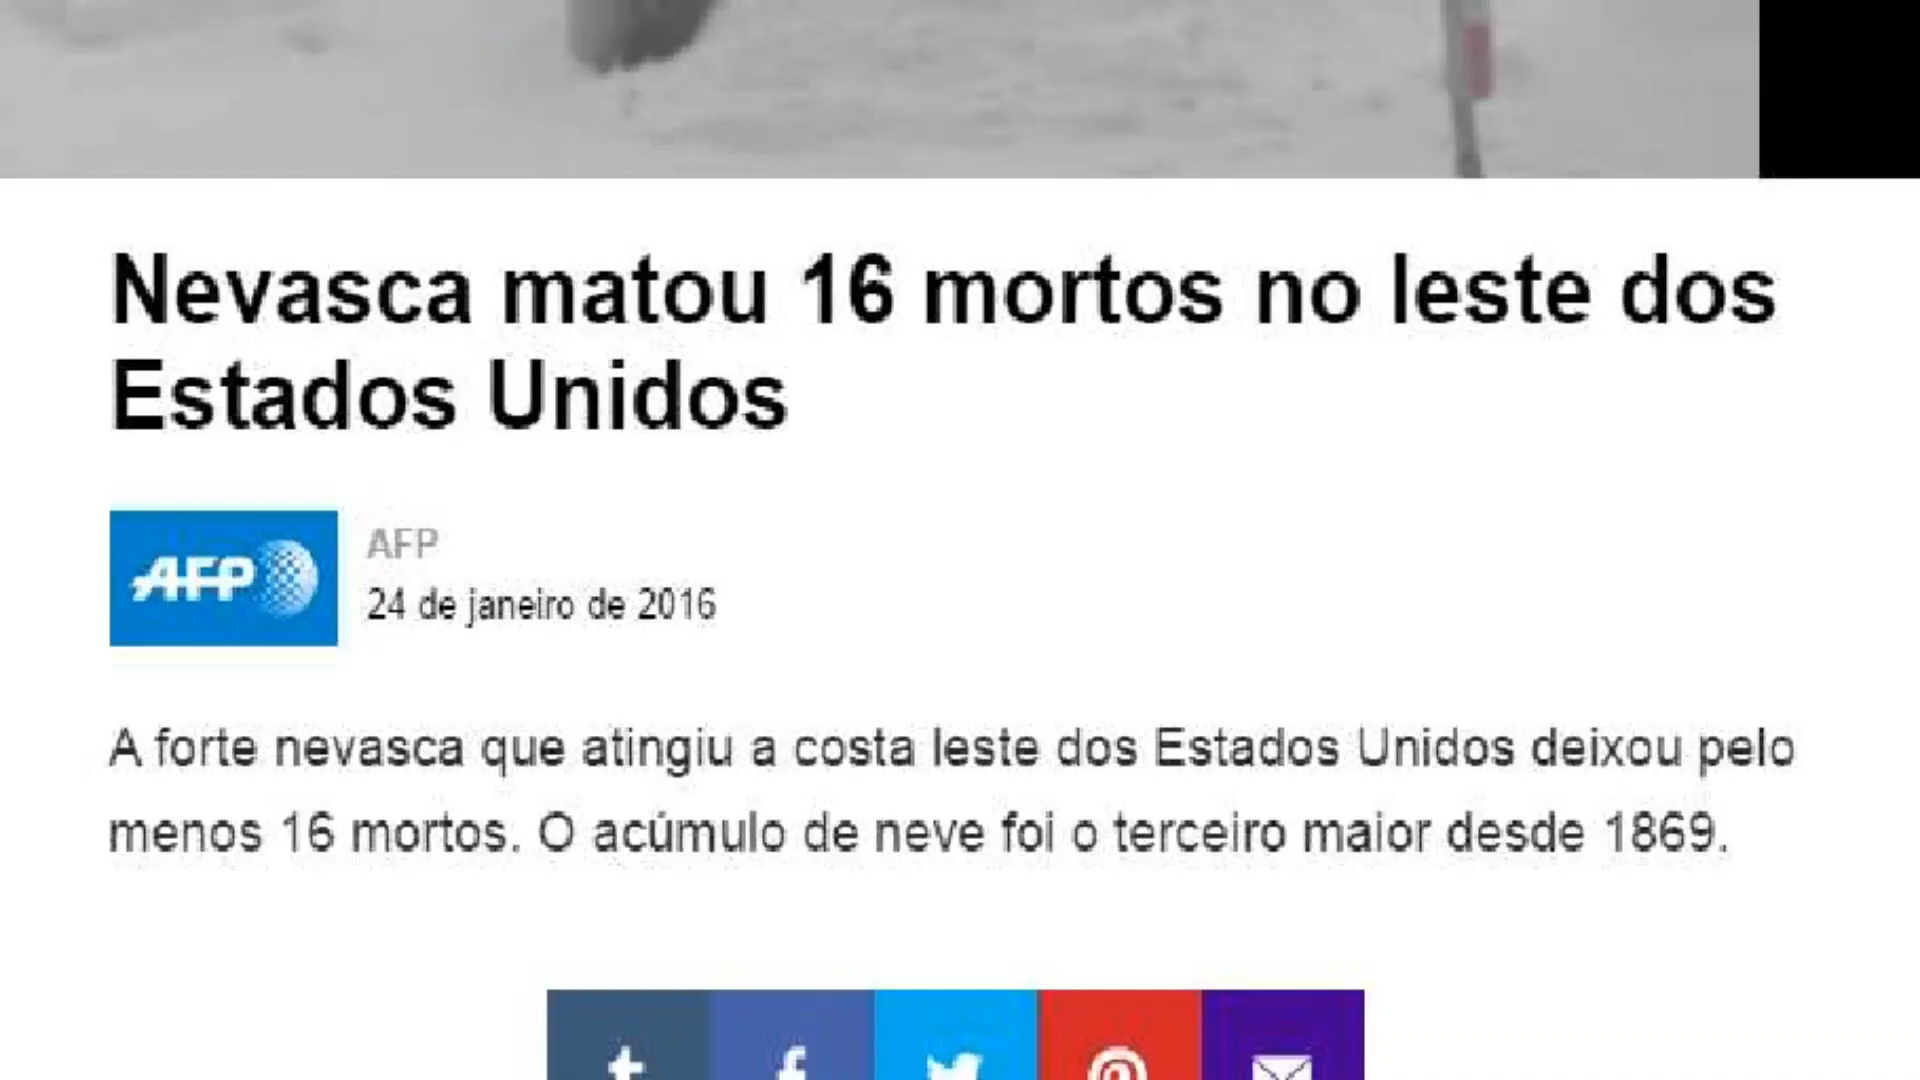 Nevasca matou 16 mortos no leste dos
Estados Unidos
AFP
AFP
24 de janeiro de 2016
A forte nevasca que atingiu a costa leste dos Estados Unidos deixou pelo
menos 16 mortos. O acúmulo de neve foi o terceiro maior desde 1869.